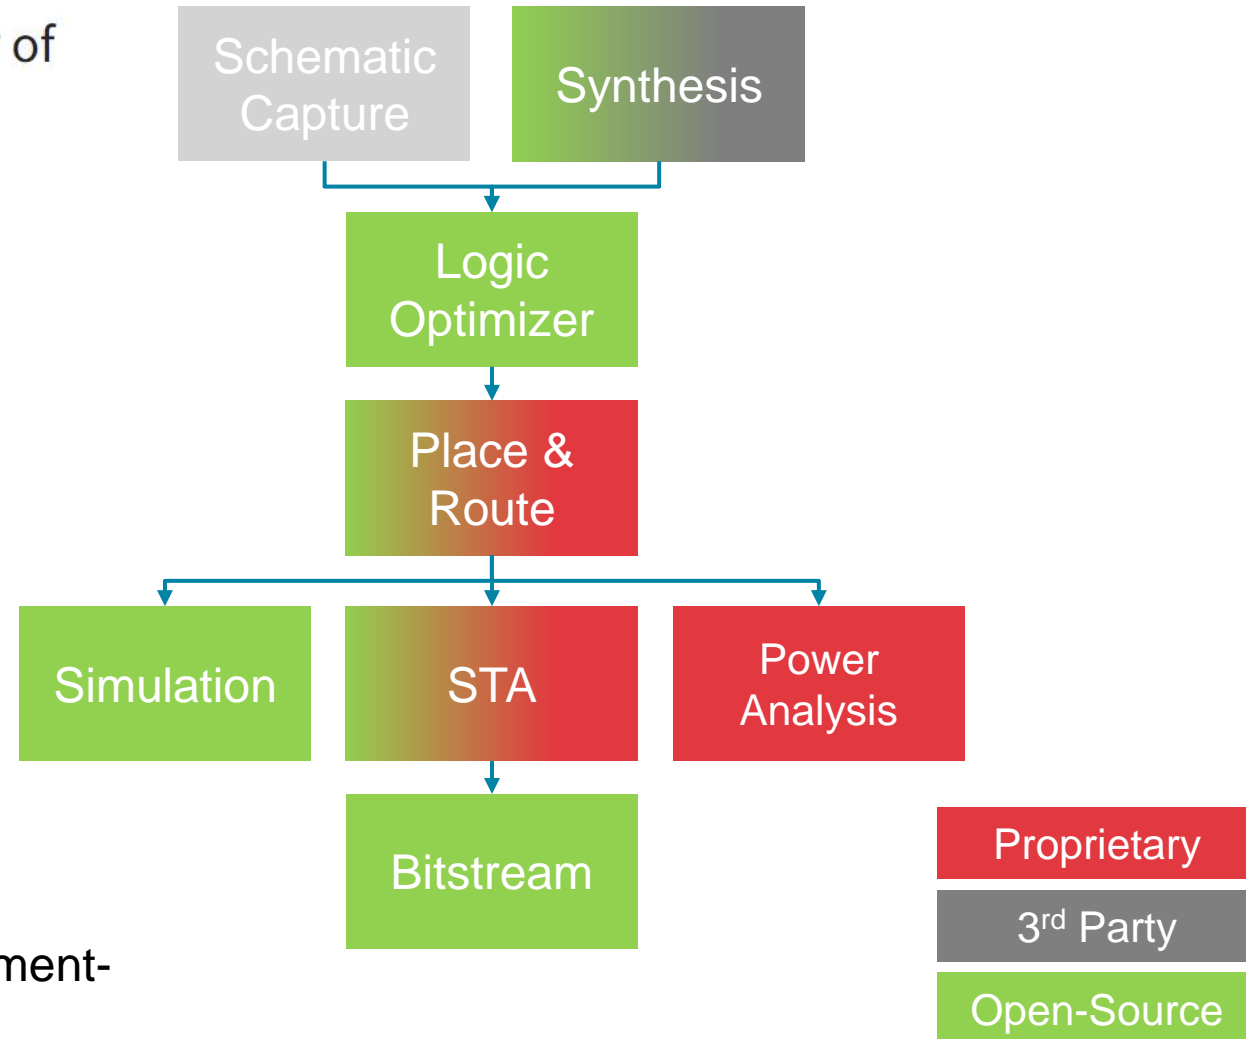 of
Schematic
Capture
Synthesis
Logic
Optimizer
Place &
Route
Simulation
STA
Power
Analysis
Bitstream
Proprietary
3rd Party
Open-Source
ment-